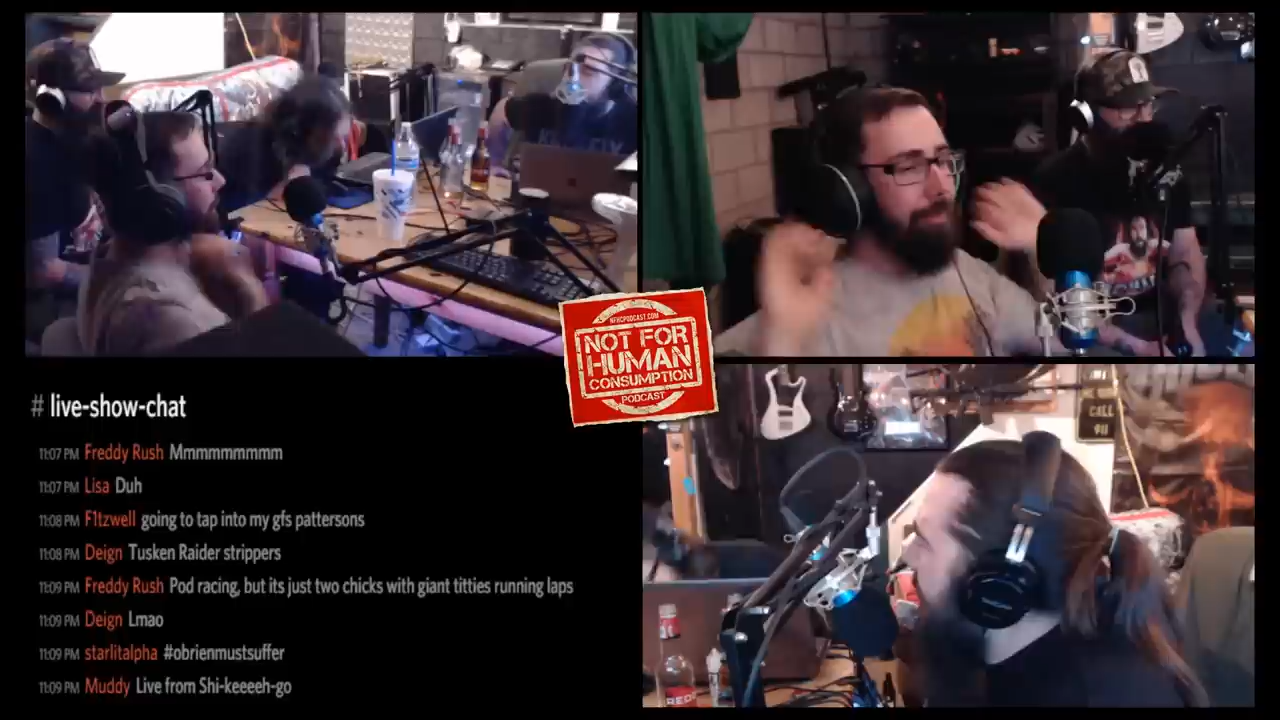 CALL
911
NFHCPODCAST.COM
NOT FOR
HUMAN
CONSUMPTION
PODCAST
# live-show-chat
11:07 PM Freddy Rush Mmmmmmmmm
11:07 PM Lisa Duh
11:08 PM F1tzwell going to tap into my gfs pattersons
11:08 PM Deign Tusken Raider strippers
11:09 PM Freddy Rush Pod racing, but its just two chicks with giant titties running laps
11:09 PM Deign Lmao
11:09 PM starlitalpha #obrienmustsuffer
11:09 PM Muddy Live from Shi-keeeeh-go
RED